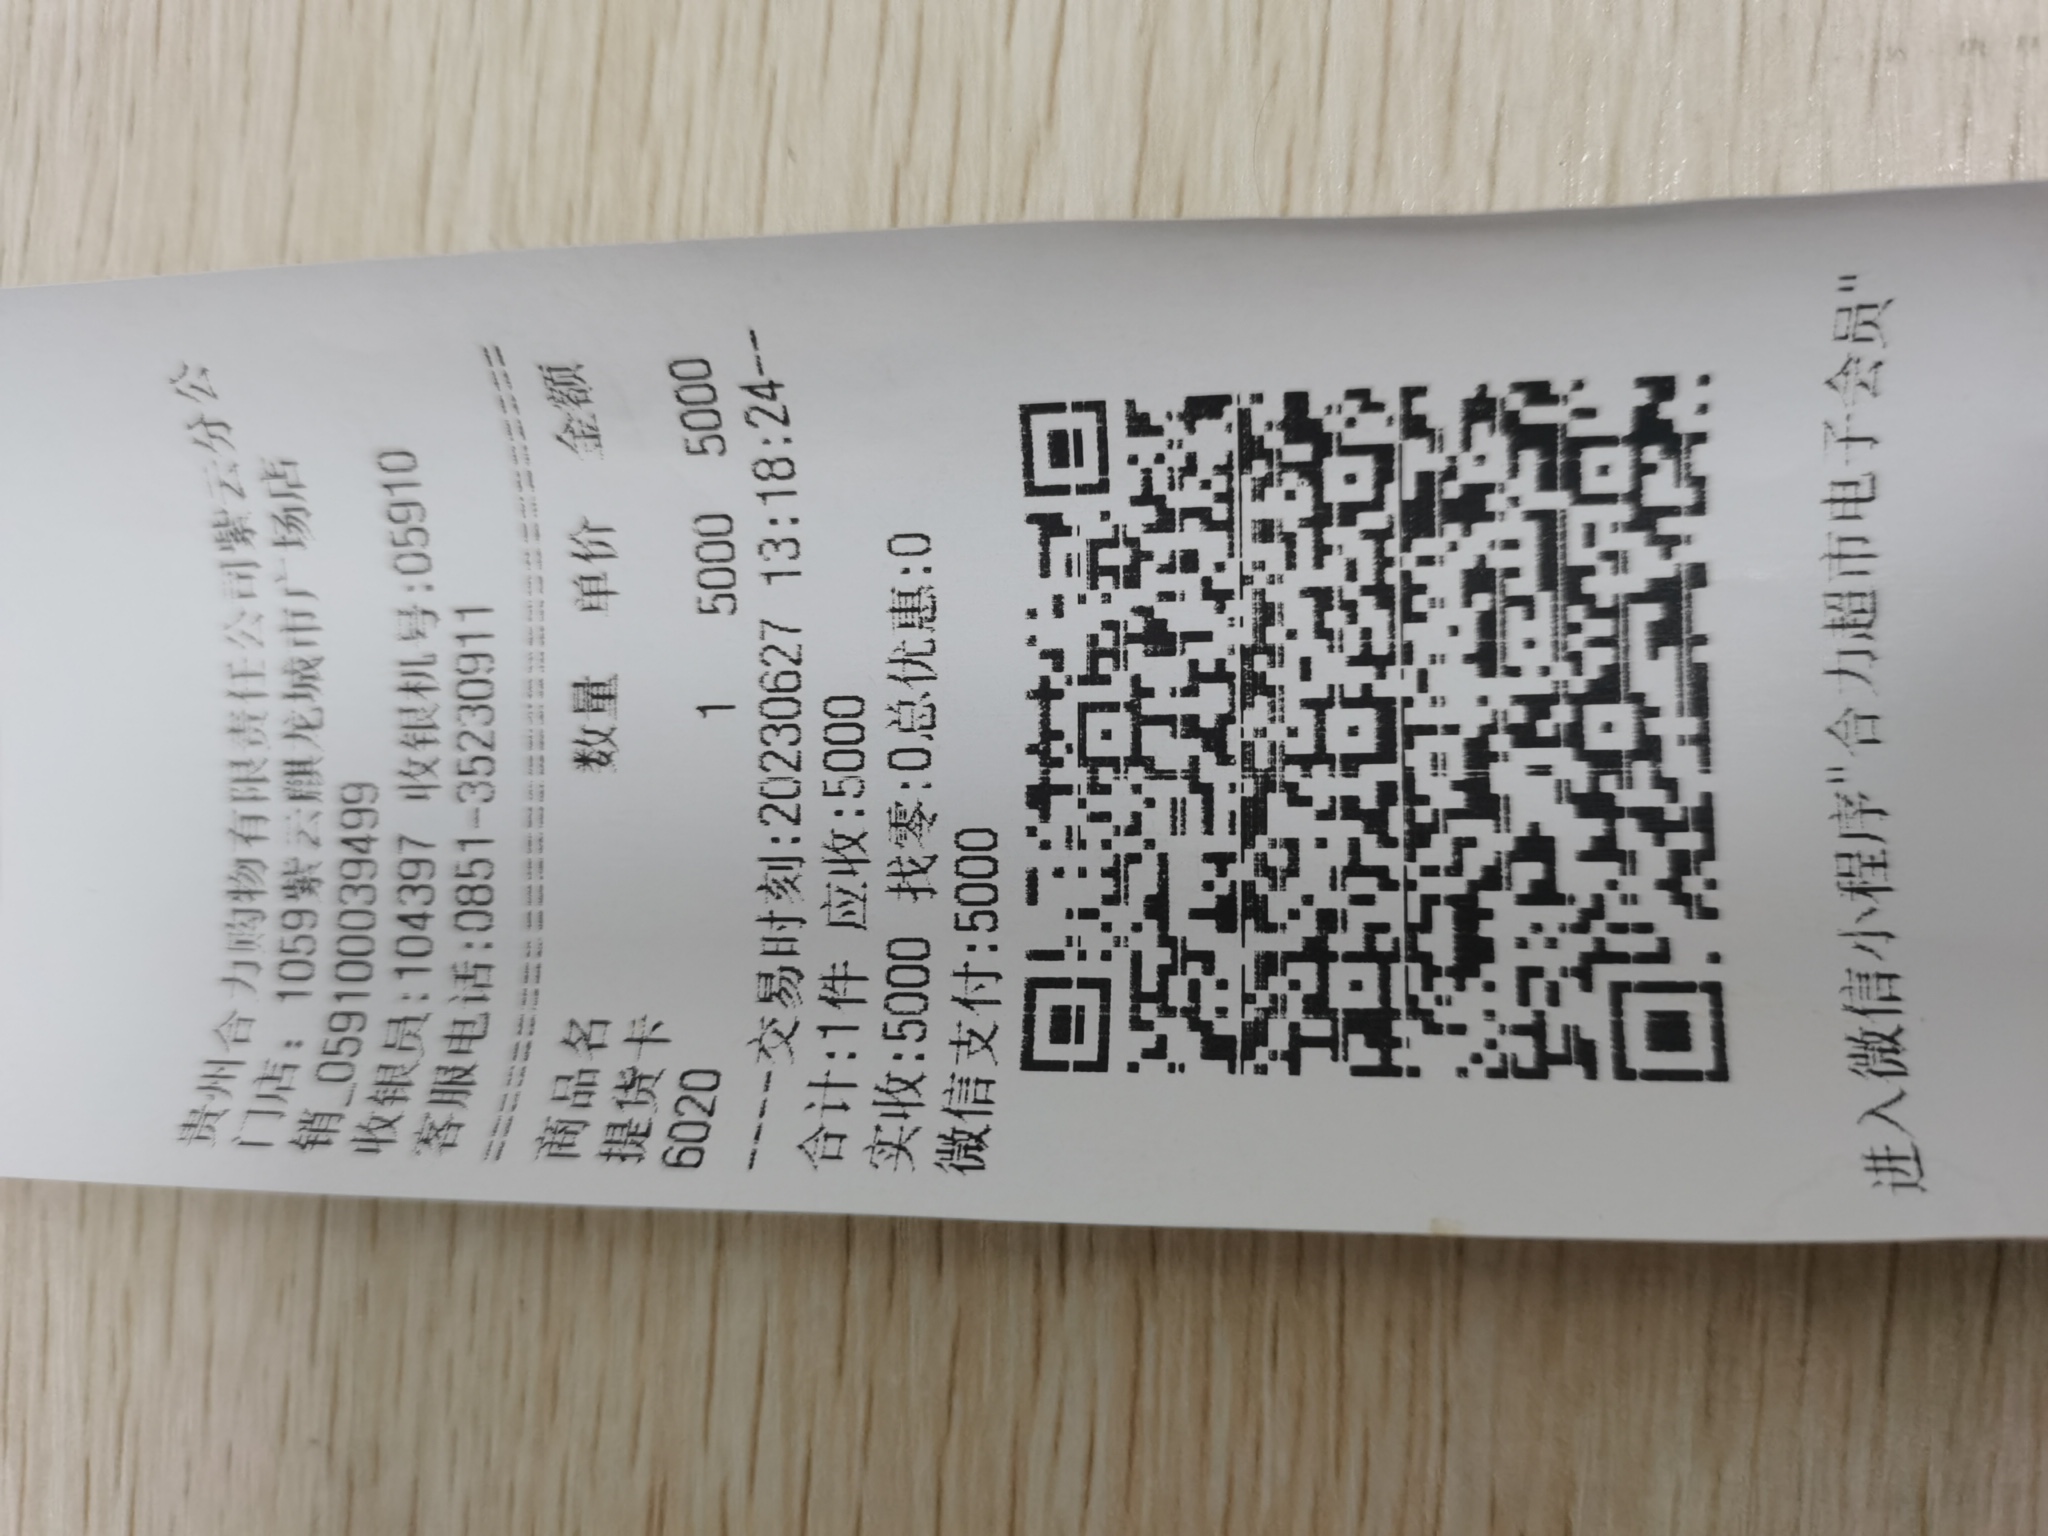 贵州合力购物有限责任公司紫云分公
门店：1059紫云麒龙城市广场店
销_0591000039499
收银员:104397 收银机号:059910
客服电话:0851-35230911
==============================
商品名 数量 单价 金额
提货卡
6020 1 5000 5000
----交易时刻:20230627 13:18:24---
合计:1件 应收:5000
实收:5000 找零:0总优惠:0
微信支付:5000
进入微信小程序"合力超市电子会员"